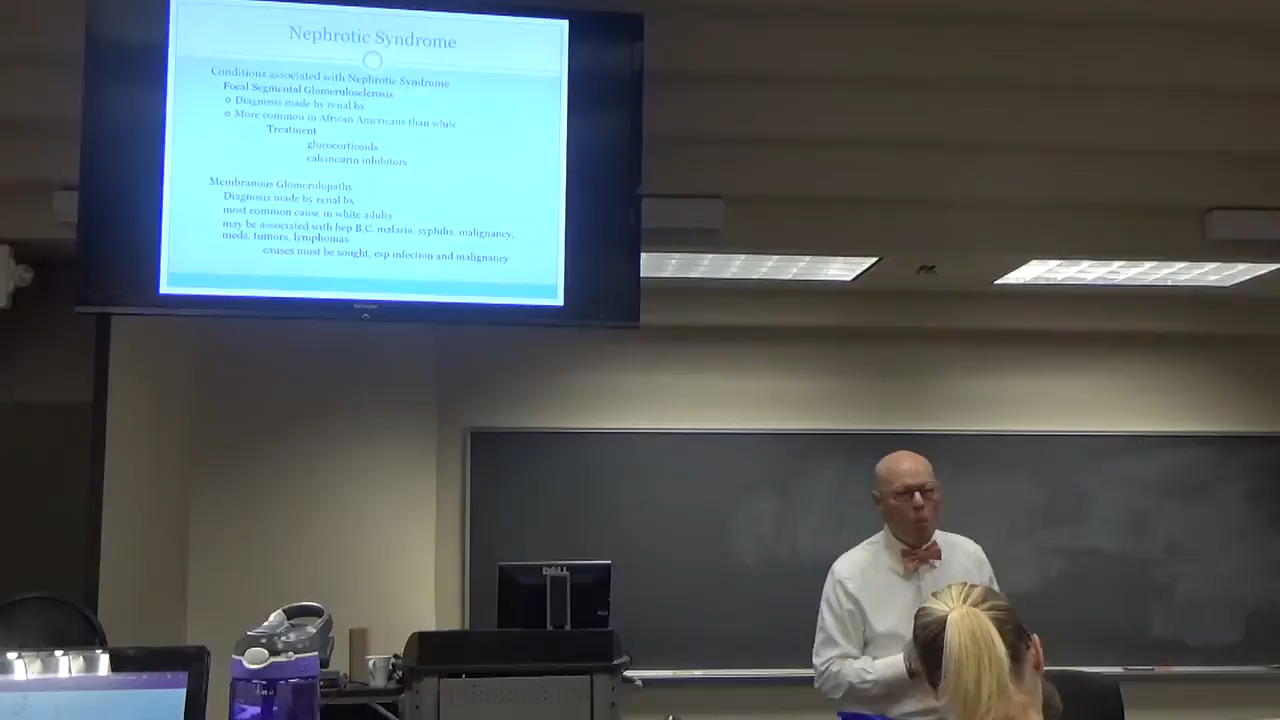 Nephrotic Syndrome
Conditions associated with Nephrotic Syndrome
Focal Segmental Glomerulosclerosis
Diagnosis made by renal bx
More common in African Americans than white
Treatment
glucocorticoids
calcineurin inhibitors
Membranous Glomerulopathy
Diagnosis made by renal bx
most common cause in white adults
may be associated with hep B,C, malaria, syphilis, malignancy,
meds, tumors, lymphomas
causes must be sought, esp infection and malignancy
DELL